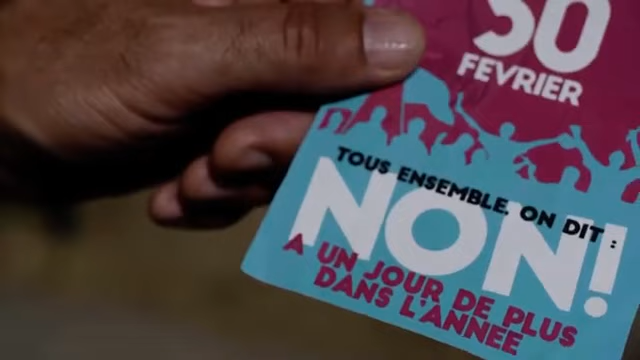 30
FEVRIER
TOUS ENSEMBLE, ON DIT :
NON!
A UN JOUR DE PLUS
DANS L'ANNEE